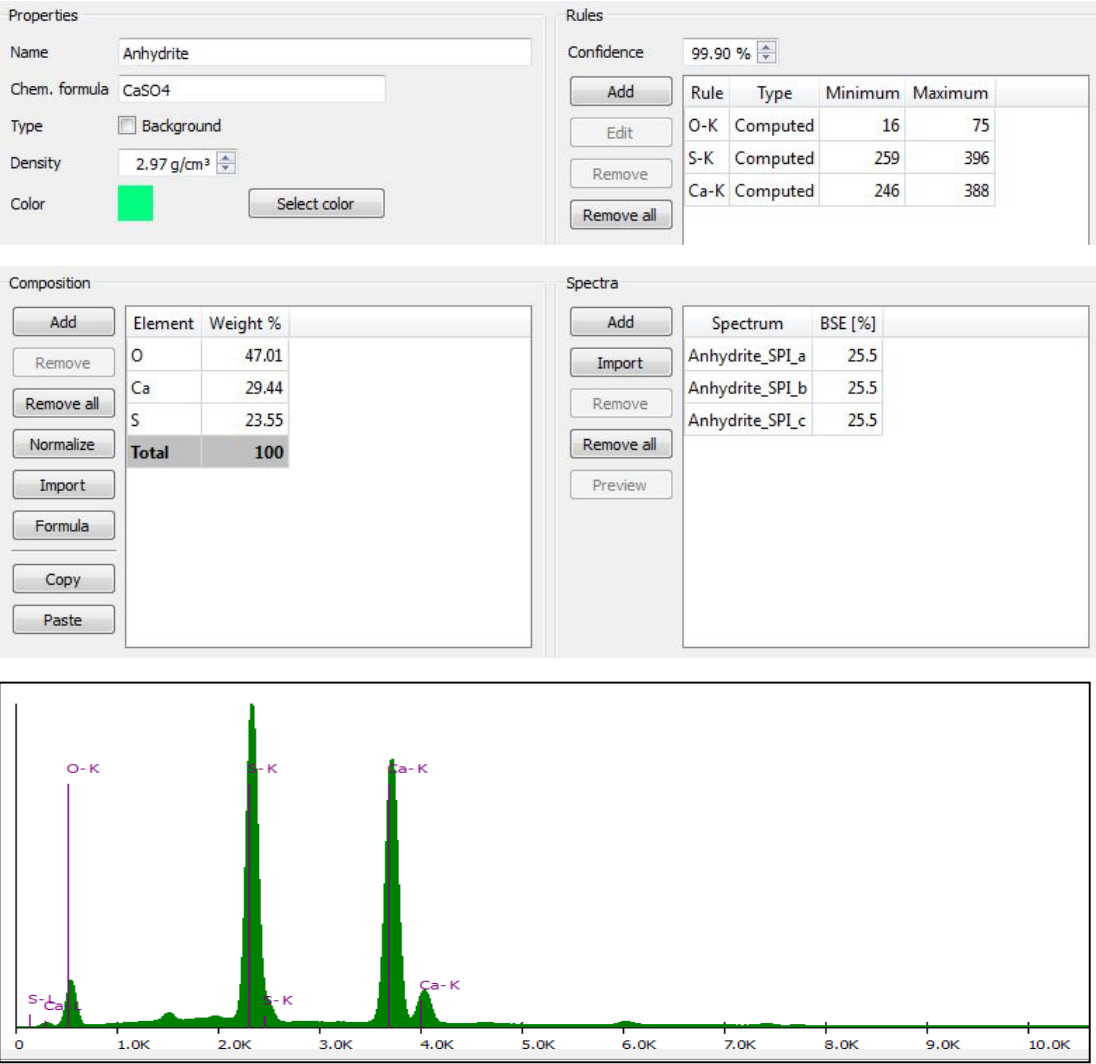 Properties
Name Anhydrite
Chem. formula CaSO4
Type Background
Density 2.97 g/cm³
Color Select color
Rules
Confidence 99.90 %
Add
Edit
Remove
Remove all
Rule Type Minimum Maximum
O-K Computed 16 75
S-K Computed 259 396
Ca-K Computed 246 388
Composition
Add
Remove
Remove all
Normalize
Import
Formula
Copy
Paste
Element Weight %
O 47.01
Ca 29.44
S 23.55
Total 100
Spectra
Add
Import
Remove
Remove all
Preview
Spectrum BSE [%]
Anhydrite_SPI_a 25.5
Anhydrite_SPI_b 25.5
Anhydrite_SPI_c 25.5
O-K S-K Ca-K
Ca-K
S-L Ca-L S-K
0 1.0K 2.0K 3.0K 4.0K 5.0K 6.0K 7.0K 8.0K 9.0K 10.0K